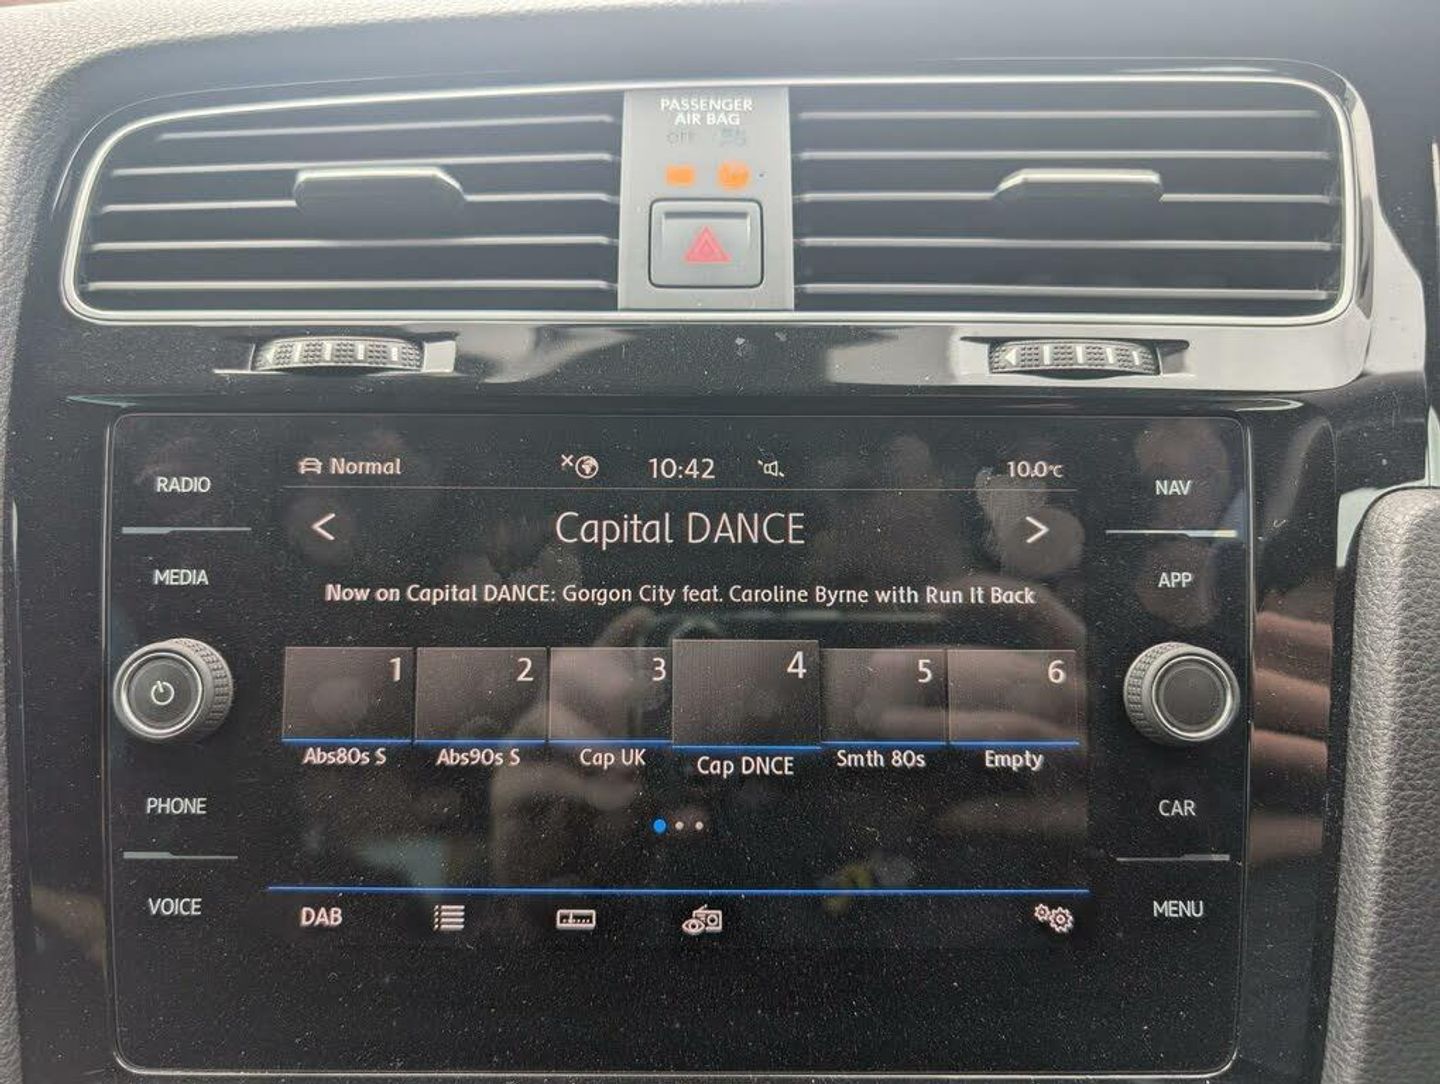 PASSENGER
AIR BAG
OFF
Normal 10:42 10.0°C
RADIO
NAV
Capital DANCE
MEDIA
APP
Now on Capital DANCE: Gorgon City feat. Caroline Byrne with Run It Back
1 2 3 4 5 6
Abs80s S Abs90s S Cap UK Cap DNCE Smth 80s Empty
PHONE
CAR
VOICE
MENU
DAB